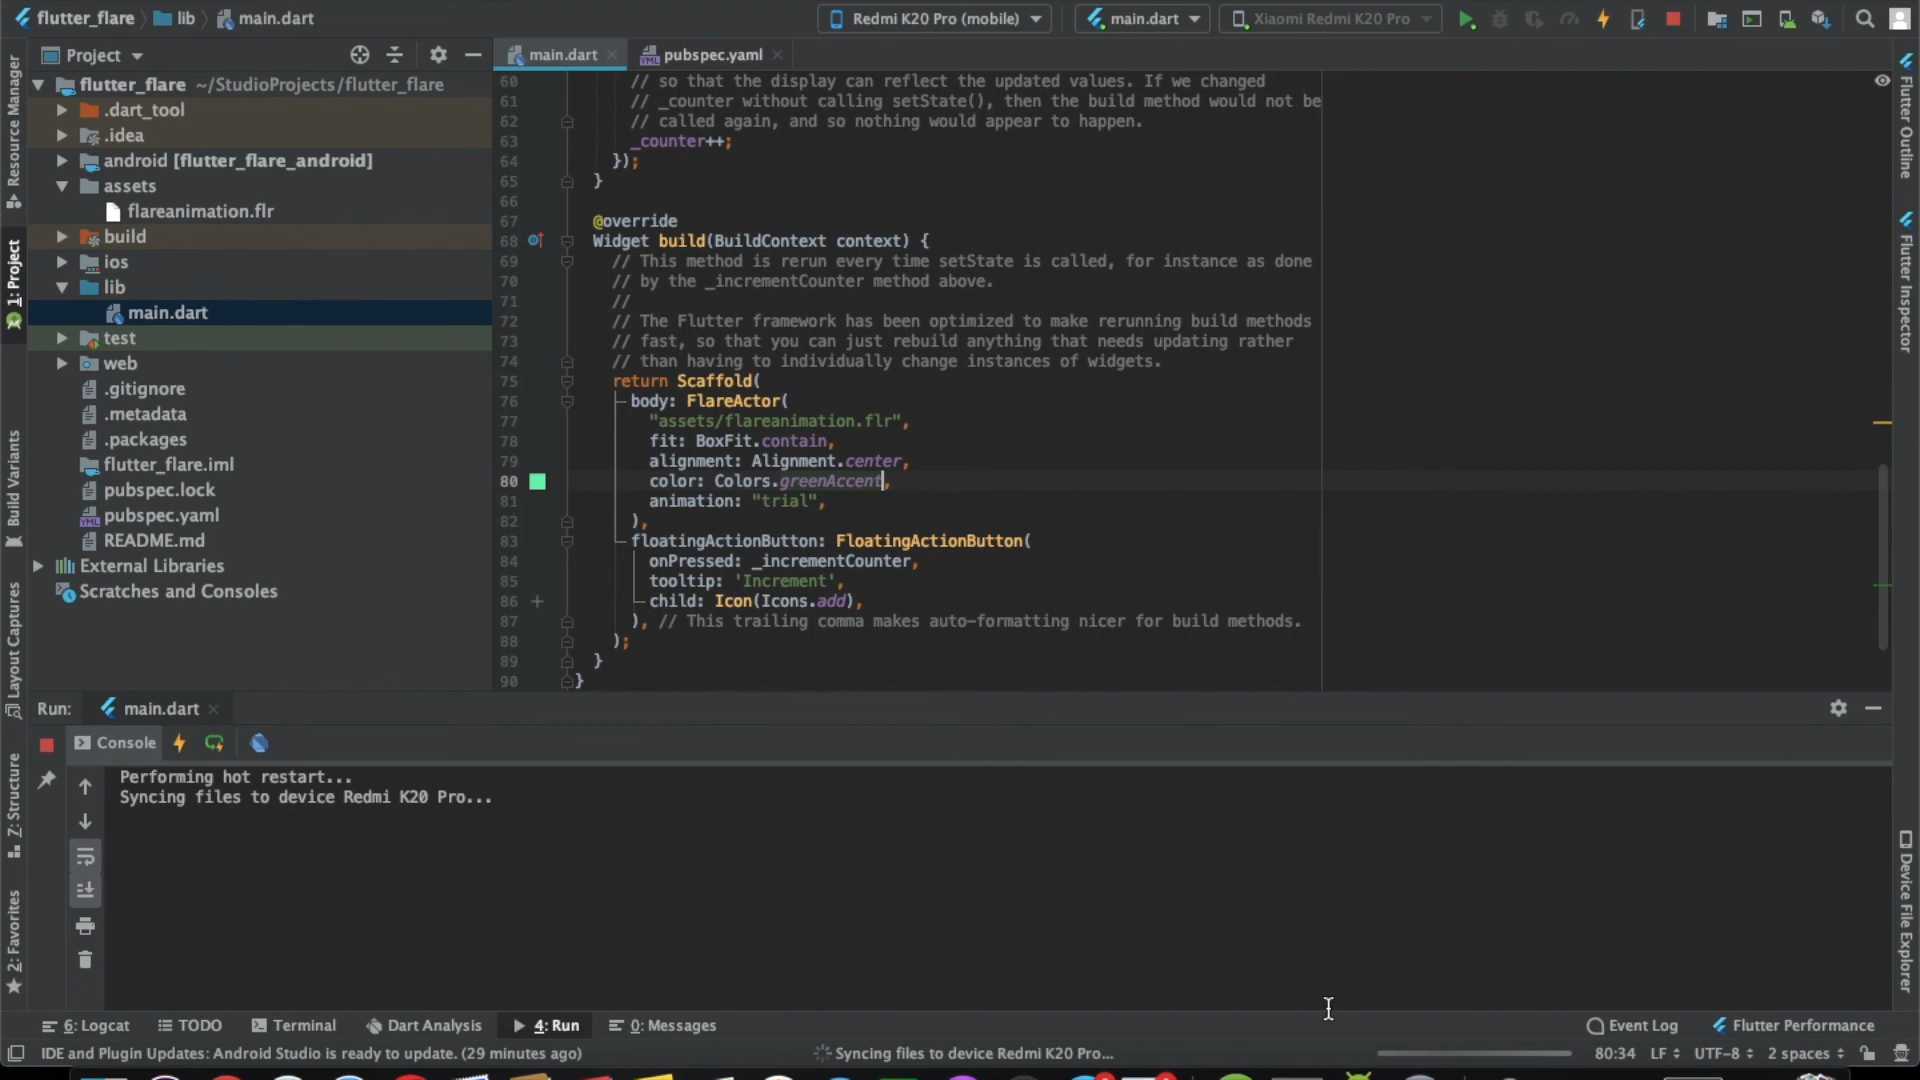 flutter_flare lib main.dart Redmi K20 Pro (mobile) main.dart Xiaomi Redmi K20 Pro
Project main.dart pubspec.yaml
flutter_flare ~/StudioProjects/flutter_flare
.dart_tool
.idea
android [flutter_flare_android]
assets
flareanimation.flr
build
ios
lib
main.dart
test
web
.gitignore
.metadata
.packages
flutter_flare.iml
pubspec.lock
pubspec.yaml
README.md
External Libraries
Scratches and Consoles
Resource Manager
1: Project
Build Variants
Layout Captures
Z: Structure
2: Favorites
60 // so that the display can reflect the updated values. If we changed
61 // _counter without calling setState(), then the build method would not be
62 // called again, and so nothing would appear to happen.
63 _counter++;
64 });
65 }
66
67 @override
68 Widget build(BuildContext context) {
69 // This method is rerun every time setState is called, for instance as done
70 // by the _incrementCounter method above.
71 //
72 // The Flutter framework has been optimized to make rerunning build methods
73 // fast, so that you can just rebuild anything that needs updating rather
74 // than having to individually change instances of widgets.
75 return Scaffold(
76 body: FlareActor(
77 "assets/flareanimation.flr",
78 fit: BoxFit.contain,
79 alignment: Alignment.center,
80 color: Colors.greenAccent,
81 animation: "trial",
82 ),
83 floatingActionButton: FloatingActionButton(
84 onPressed: _incrementCounter,
85 tooltip: 'Increment',
86 child: Icon(Icons.add),
87 ), // This trailing comma makes auto-formatting nicer for build methods.
88 );
89 }
90 }
Flutter Outline
Flutter Inspector
Device File Explorer
Run: main.dart
Console
Performing hot restart...
Syncing files to device Redmi K20 Pro...
6: Logcat TODO Terminal Dart Analysis 4: Run 0: Messages Event Log Flutter Performance
IDE and Plugin Updates: Android Studio is ready to update. (29 minutes ago) Syncing files to device Redmi K20 Pro... 80:34 LF UTF-8 2 spaces